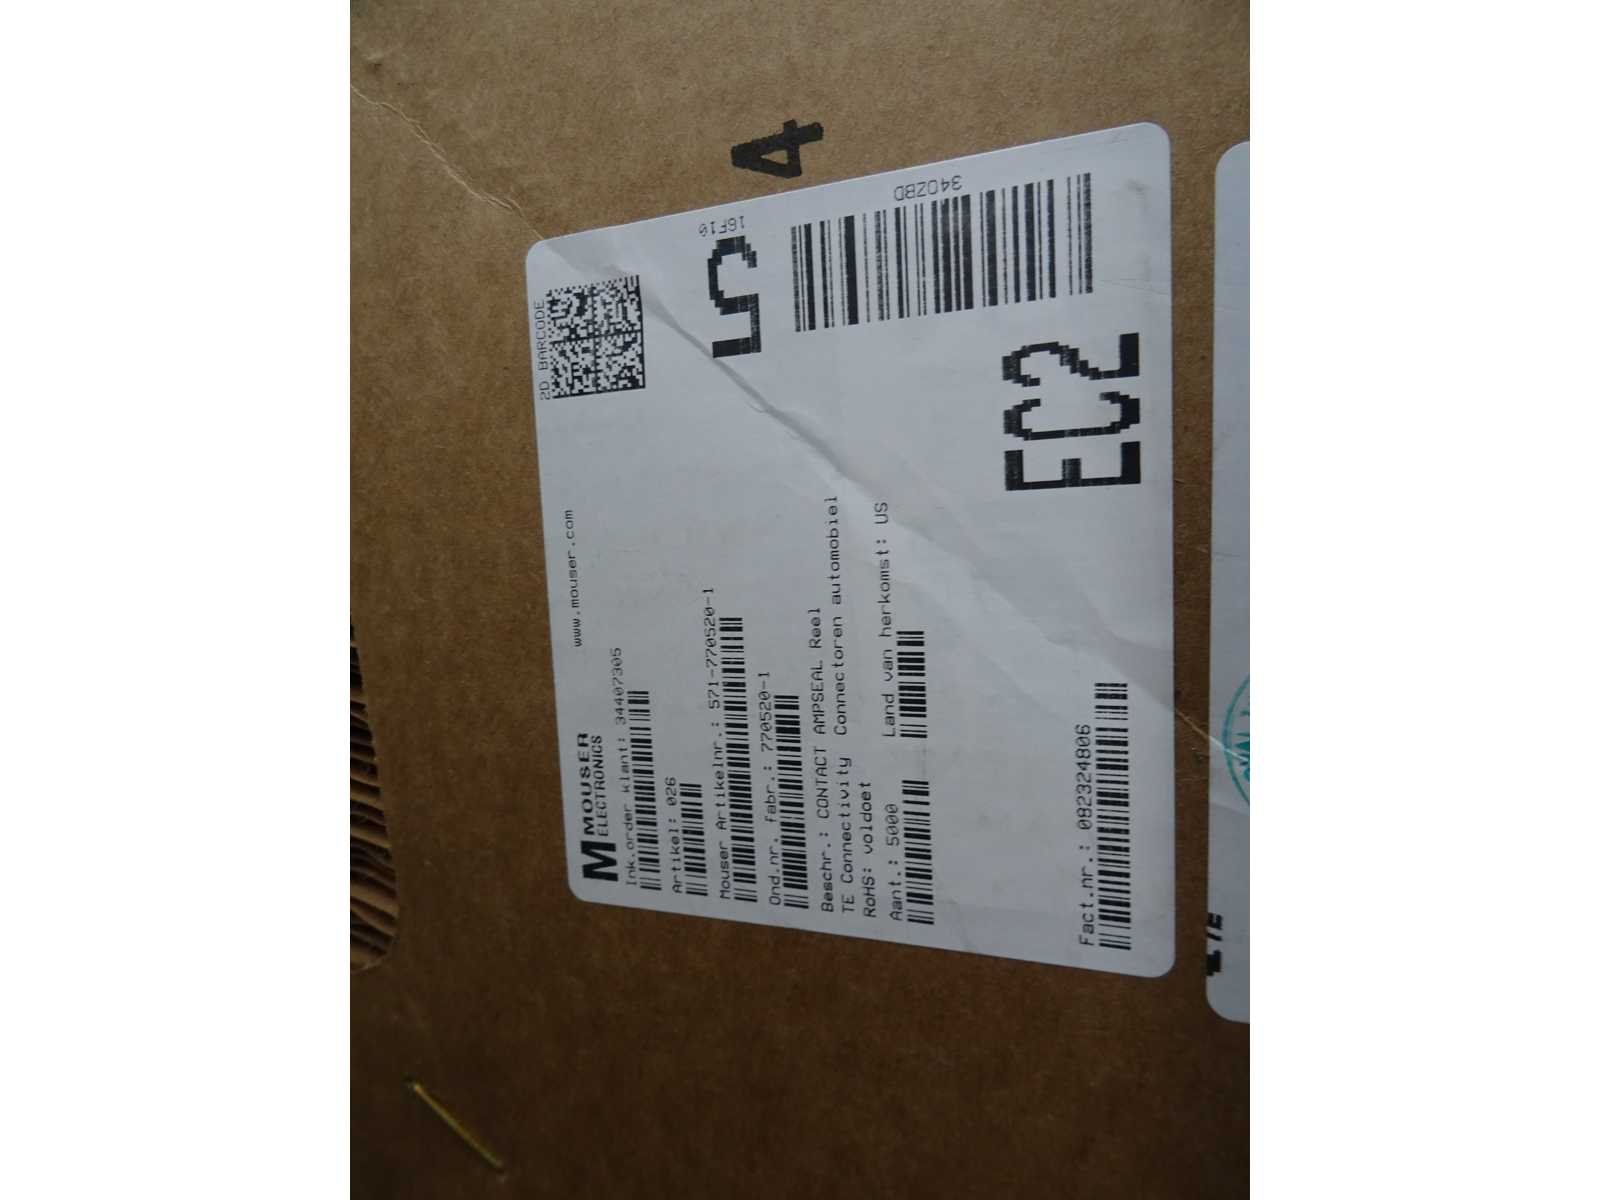 4
2D BARCODE
www.mouser.com
MOUSER
ELECTRONICS
Ink.order klant: 34407305
Artikel: 026
16F10
5
Mouser Artikelnr.: 571-770520-1
Ond.nr. fabr.: 770520-1
Beschr.: CONTACT AMPSEAL Reel
TE Connectivity Connectoren automobiel
RoHS: voldoet
Aant.: 5000 Land van herkomst: US
340ZBD
EC2
Fact.nr.: 082324806